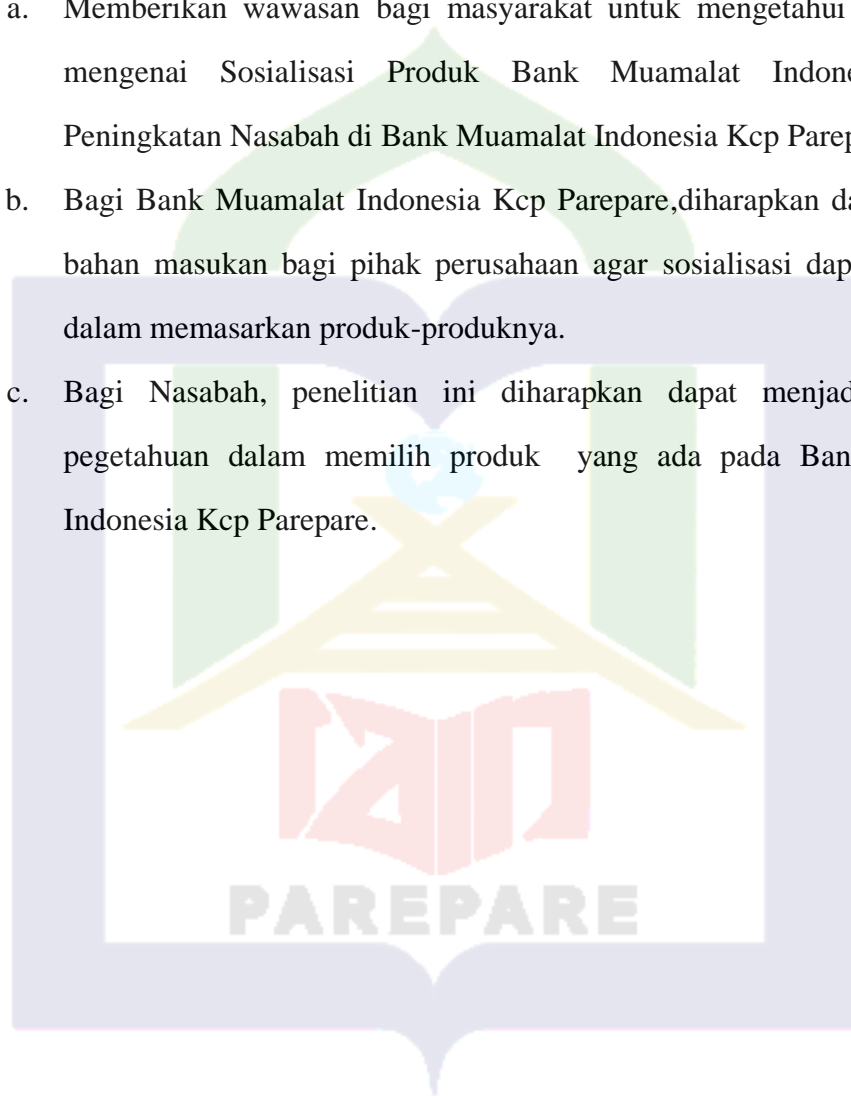 a. Memberikan wawasan bagi masyarakat untuk mengetahui
mengenai Sosialisasi Produk Bank Muamalat
Peningkatan Nasabah di Bank Muamalat Indonesia Kcp
b. Bagi Bank Muamalat Indonesia Kcp Parepare,diharapkan
bahan masukan bagi pihak perusahaan agar sosialisasi
dalam memasarkan produk-produknya.
c. Bagi Nasabah, penelitian ini diharapkan dapat
pegetahuan dalam memilih produk yang ada pada
Indonesia Kcp Parepare.
iain
PAREPARE